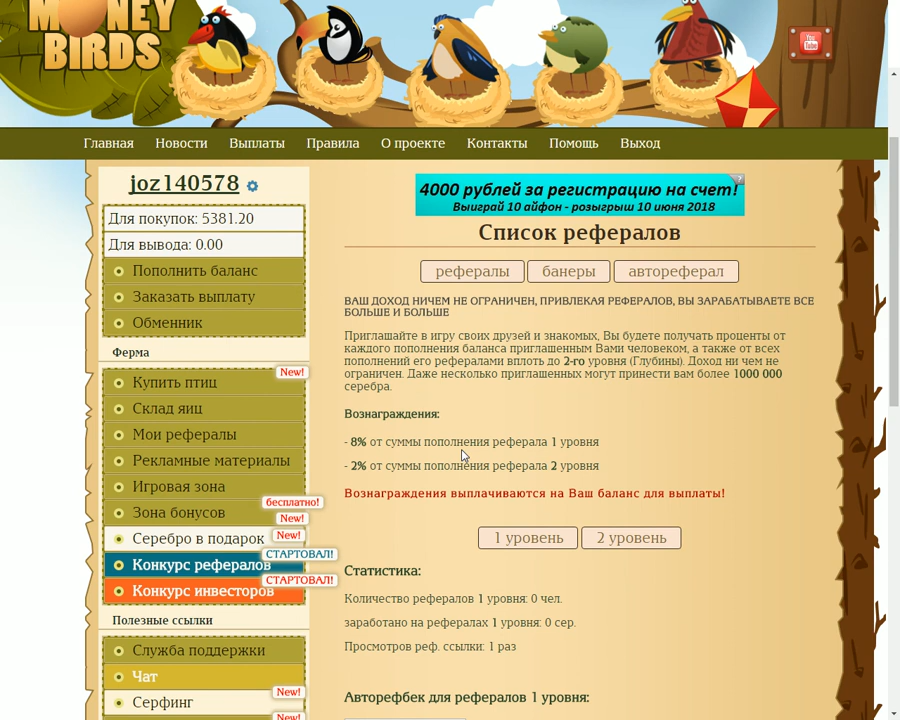 MONEY
BIRDS
You
Tube
Главная Новости Выплаты Правила О проекте Контакты Помощь Выход
joz140578
Для покупок: 5381.20
Для вывода: 0.00
Пополнить баланс
Заказать выплату
Обменник
Ферма
New!
Купить птиц
Склад яиц
Мои рефералы
Рекламные материалы
Игровая зона
бесплатно!
Зона бонусов
New!
Серебро в подарок
New!
СТАРТОВАЛ!
Конкурс рефералов
СТАРТОВАЛ!
Конкурс инвесторов
Полезные ссылки
Служба поддержки
Чат
New!
Серфинг
New!
4000 рублей за регистрацию на счет!
?
Выиграй 10 айфон - розыгрыш 10 июня 2018
Список рефералов
рефералы банеры автореферал
ВАШ ДОХОД НИЧЕМ НЕ ОГРАНИЧЕН, ПРИВЛЕКАЯ РЕФЕРАЛОВ, ВЫ ЗАРАБАТЫВАЕТЕ ВСЕ
БОЛЬШЕ И БОЛЬШЕ
Приглашайте в игру своих друзей и знакомых, Вы будете получать проценты от
каждого пополнения баланса приглашенным Вами человеком, а также от всех
пополнений его рефералами вплоть до 2-го уровня (Глубины). Доход ни чем не
ограничен. Даже несколько приглашенных могут принести вам более 1000 000
серебра.
Вознаграждения:
- 8% от суммы пополнения реферала 1 уровня
- 2% от суммы пополнения реферала 2 уровня
Вознаграждения выплачиваются на Ваш баланс для выплаты!
1 уровень 2 уровень
Статистика:
Количество рефералов 1 уровня: 0 чел.
заработано на рефералах 1 уровня: 0 сер.
Просмотров реф. ссылки: 1 раз
Авторефбек для рефералов 1 уровня: